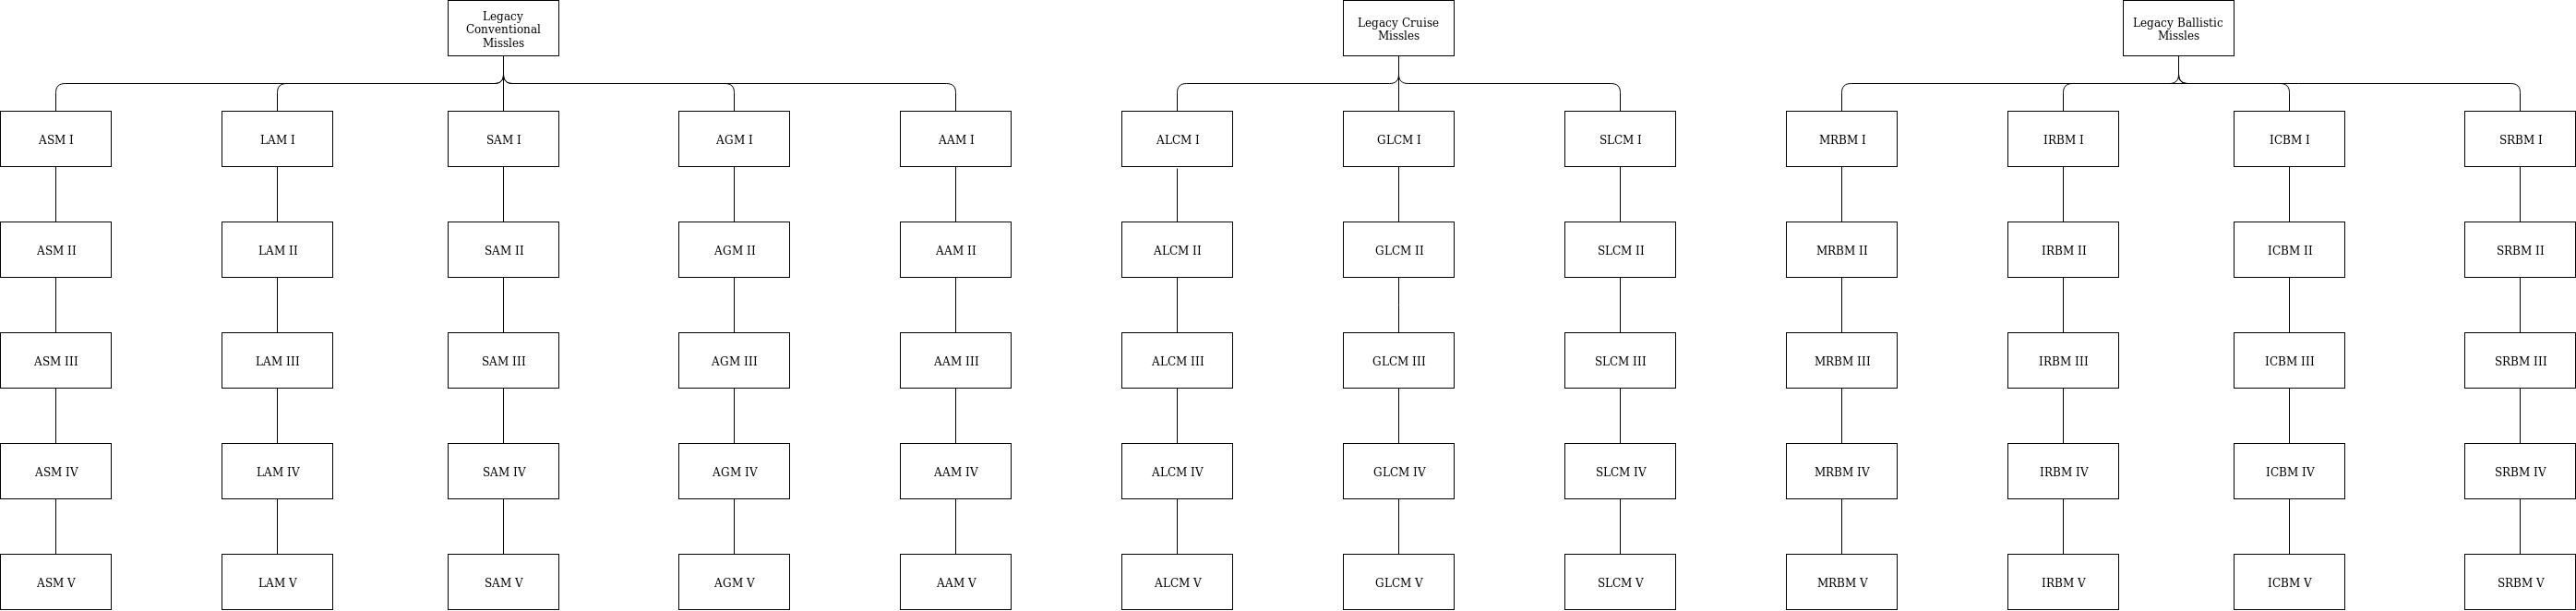 Legacy
Conventional
Missles
Legacy Cruise
Missles
Legacy Ballistic
Missles
ASM I
LAM I
SAM I
AGM I
AAM I
ALCM I
GLCM I
SLCM I
MRBM I
IRBM I
ICBM I
SRBM I
ASM II
LAM II
SAM II
AGM II
AAM II
ALCM II
GLCM II
SLCM II
MRBM II
IRBM II
ICBM II
SRBM II
ASM III
LAM III
SAM III
AGM III
AAM III
ALCM III
GLCM III
SLCM III
MRBM III
IRBM III
ICBM III
SRBM III
ASM IV
LAM IV
SAM IV
AGM IV
AAM IV
ALCM IV
GLCM IV
SLCM IV
MRBM IV
IRBM IV
ICBM IV
SRBM IV
ASM V
LAM V
SAM V
AGM V
AAM V
ALCM V
GLCM V
SLCM V
MRBM V
IRBM V
ICBM V
SRBM V